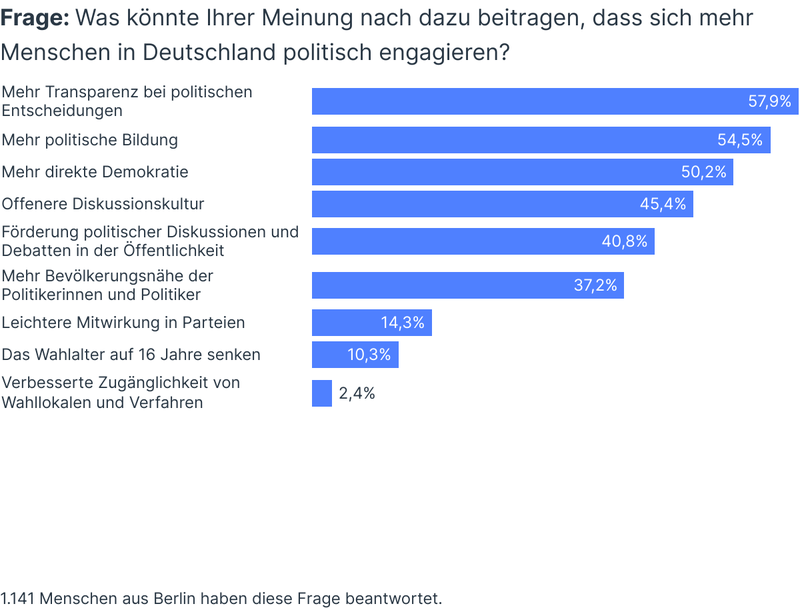 Frage: Was könnte Ihrer Meinung nach dazu beitragen, dass sich mehr
Menschen in Deutschland politisch engagieren?
Mehr Transparenz bei politischen
Entscheidungen
57,9%
Mehr politische Bildung
54,5%
Mehr direkte Demokratie
50,2%
Offenere Diskussionskultur
45,4%
Förderung politischer Diskussionen und
Debatten in der Öffentlichkeit
40,8%
Mehr Bevölkerungsnähe der
Politikerinnen und Politiker
37,2%
Leichtere Mitwirkung in Parteien
14,3%
Das Wahlalter auf 16 Jahre senken
10,3%
Verbesserte Zugänglichkeit von
Wahllokalen und Verfahren
2,4%
1.141 Menschen aus Berlin haben diese Frage beantwortet.